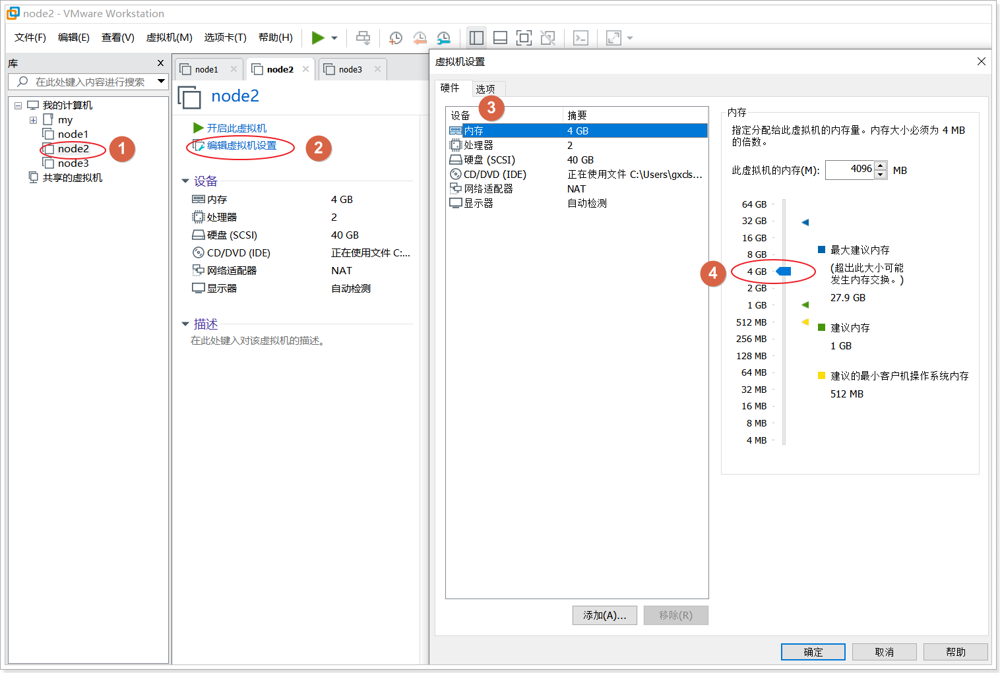 node2 - VMware Workstation
文件(F) 编辑(E) 查看(V) 虚拟机(M) 选项卡(T) 帮助(H)
库
在此处键入内容进行搜索
我的计算机
my
node1
node2
node3
共享的虚拟机
1
node1 node2 node3
node2
开启此虚拟机
编辑虚拟机设置
2
设备
内存 4 GB
处理器 2
硬盘 (SCSI) 40 GB
CD/DVD (IDE) 正在使用文件 C:...
网络适配器 NAT
显示器 自动检测
描述
在此处键入对该虚拟机的描述。
虚拟机设置
硬件 选项
3
设备 摘要
内存 4 GB
处理器 2
硬盘 (SCSI) 40 GB
CD/DVD (IDE) 正在使用文件 C:\Users\gxcls...
网络适配器 NAT
显示器 自动检测
添加(A)... 移除(R)
内存
指定分配给此虚拟机的内存量。内存大小必须为 4 MB
的倍数。
此虚拟机的内存(M): 4096 MB
64 GB
32 GB
16 GB
8 GB
4 GB
2 GB
1 GB
512 MB
256 MB
128 MB
64 MB
32 MB
16 MB
8 MB
4 MB
4
最大建议内存
(超出此大小可能
发生内存交换。)
27.9 GB
建议内存
1 GB
建议的最小客户机操作系统内存
512 MB
确定 取消 帮助